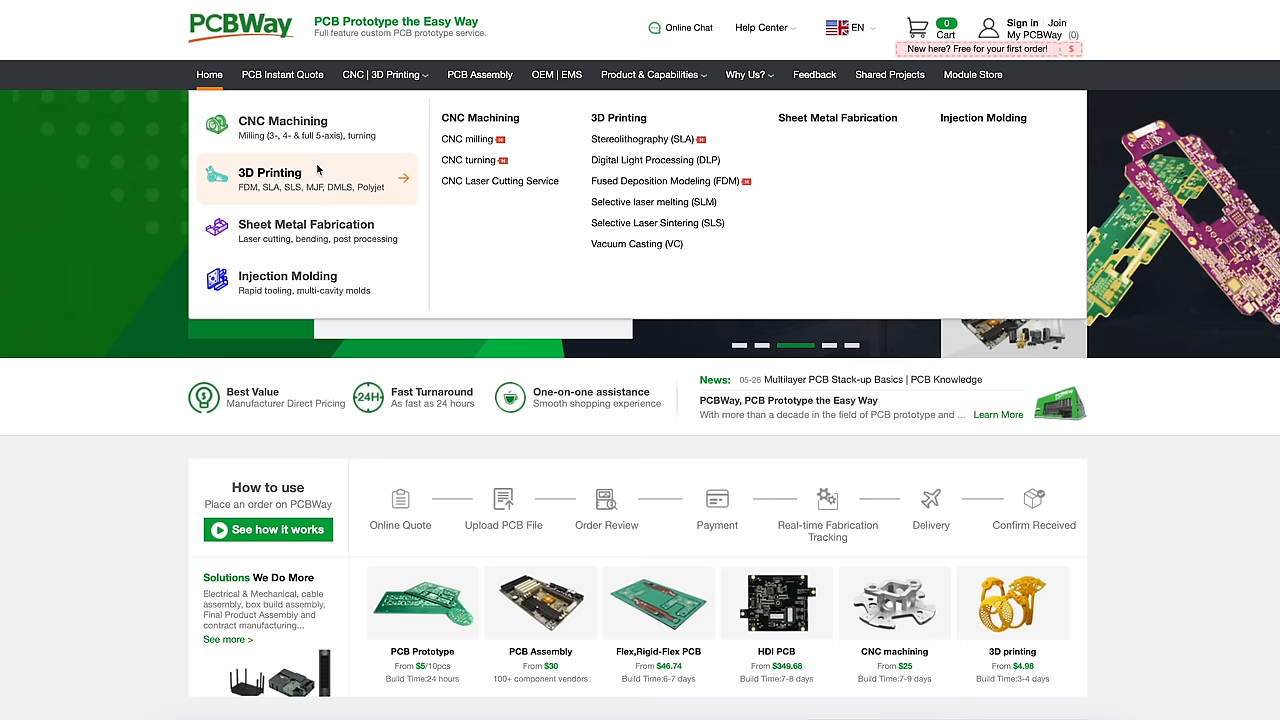 PCBWay
PCB Prototype the Easy Way
Full feature custom PCB prototype service.
Online Chat
Help Center
EN
0
Cart
Sign in
Join
My PCBWay (0)
New here? Free for your first order!
$
Home
PCB Instant Quote
CNC | 3D Printing
PCB Assembly
OEM | EMS
Product & Capabilities
Why Us?
Feedback
Shared Projects
Module Store
CNC Machining
Milling (3-, 4- & full 5-axis), turning
3D Printing
FDM, SLA, SLS, MJF, DMLS, Polyjet
Sheet Metal Fabrication
Laser cutting, bending, post processing
Injection Molding
Rapid tooling, multi-cavity molds
CNC Machining
CNC milling
CNC turning
CNC Laser Cutting Service
3D Printing
Stereolithography (SLA)
Digital Light Processing (DLP)
Fused Deposition Modeling (FDM)
Selective laser melting (SLM)
Selective Laser Sintering (SLS)
Vacuum Casting (VC)
Sheet Metal Fabrication
Injection Molding
Best Value
Manufacturer Direct Pricing
24H
Fast Turnaround
As fast as 24 hours
One-on-one assistance
Smooth shopping experience
News: 05-26 Multilayer PCB Stack-up Basics | PCB Knowledge
PCBWay, PCB Prototype the Easy Way
With more than a decade in the field of PCB prototype and ... Learn More
How to use
Place an order on PCBWay
See how it works
Online Quote
Upload PCB File
Order Review
Payment
Real-time Fabrication
Tracking
Delivery
Confirm Received
Solutions We Do More
Electrical & Mechanical, cable
assembly, box build assembly,
Final Product Assembly and
contract manufacturing...
See more >
PCB Prototype
From $5/10pcs
Build Time:24 hours
PCB Assembly
From $30
100+ component vendors
Flex,Rigid-Flex PCB
From $46.74
Build Time:6-7 days
HDI PCB
From $349.68
Build Time:7-8 days
CNC machining
From $25
Build Time:7-9 days
3D printing
From $4.98
Build Time:3-4 days